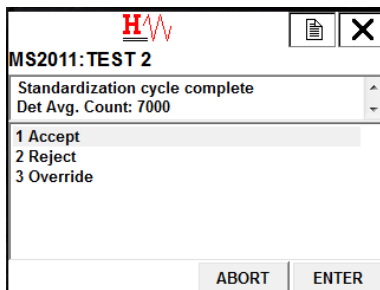 H
MS2011:TEST 2
Standardization cycle complete
Det Avg. Count: 7000
1 Accept
2 Reject
3 Override
ABORT ENTER